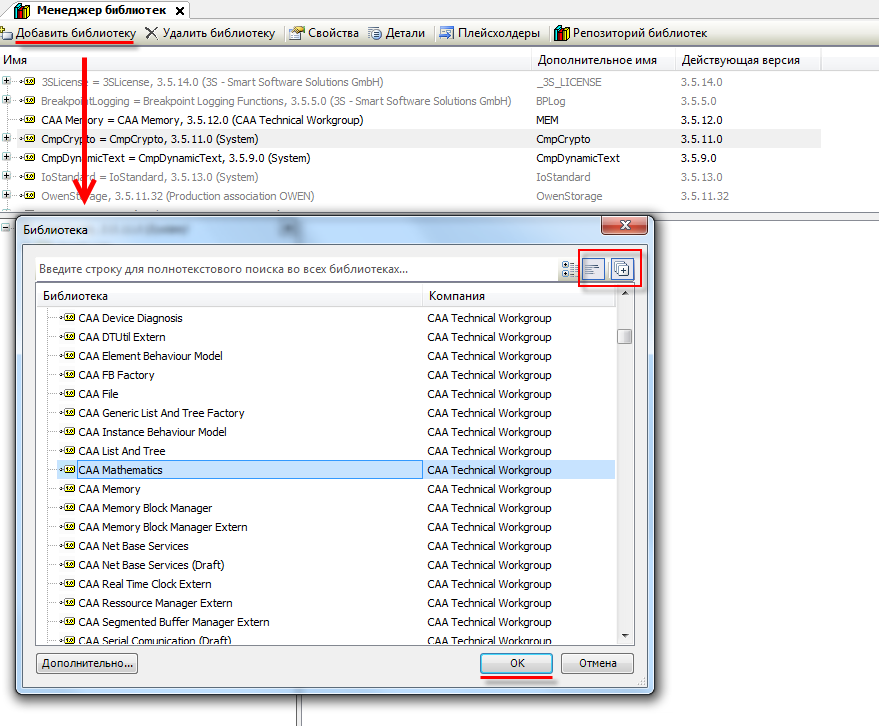 Менеджер библиотек
Добавить библиотеку Удалить библиотеку Свойства Детали Плейсхолдеры Репозиторий библиотек
Имя Дополнительное имя Действующая версия
3SLicense = 3SLicense, 3.5.14.0 (3S - Smart Software Solutions GmbH) _3S_LICENSE 3.5.14.0
BreakpointLogging = Breakpoint Logging Functions, 3.5.5.0 (3S - Smart Software Solutions GmbH) BPLog 3.5.5.0
CAA Memory = CAA Memory, 3.5.12.0 (CAA Technical Workgroup) MEM 3.5.12.0
CmpCrypto = CmpCrypto, 3.5.11.0 (System) CmpCrypto 3.5.11.0
CmpDynamicText = CmpDynamicText, 3.5.9.0 (System) CmpDynamicText 3.5.9.0
IoStandard = IoStandard, 3.5.13.0 (System) IoStandard 3.5.13.0
OwenStorage, 3.5.11.32 (Production association OWEN) OwenStorage 3.5.11.32
Библиотека
Введите строку для полнотекстового поиска во всех библиотеках...
Библиотека Компания
CAA Device Diagnosis CAA Technical Workgroup
CAA DTUtil Extern CAA Technical Workgroup
CAA Element Behaviour Model CAA Technical Workgroup
CAA FB Factory CAA Technical Workgroup
CAA File CAA Technical Workgroup
CAA Generic List And Tree Factory CAA Technical Workgroup
CAA Instance Behaviour Model CAA Technical Workgroup
CAA List And Tree CAA Technical Workgroup
CAA Mathematics CAA Technical Workgroup
CAA Memory CAA Technical Workgroup
CAA Memory Block Manager CAA Technical Workgroup
CAA Memory Block Manager Extern CAA Technical Workgroup
CAA Net Base Services CAA Technical Workgroup
CAA Net Base Services (Draft) CAA Technical Workgroup
CAA Real Time Clock Extern CAA Technical Workgroup
CAA Ressource Manager Extern CAA Technical Workgroup
CAA Segmented Buffer Manager Extern CAA Technical Workgroup
CAA Serial Comunication (Draft) CAA Technical Workgroup
Дополнительно... OK Отмена